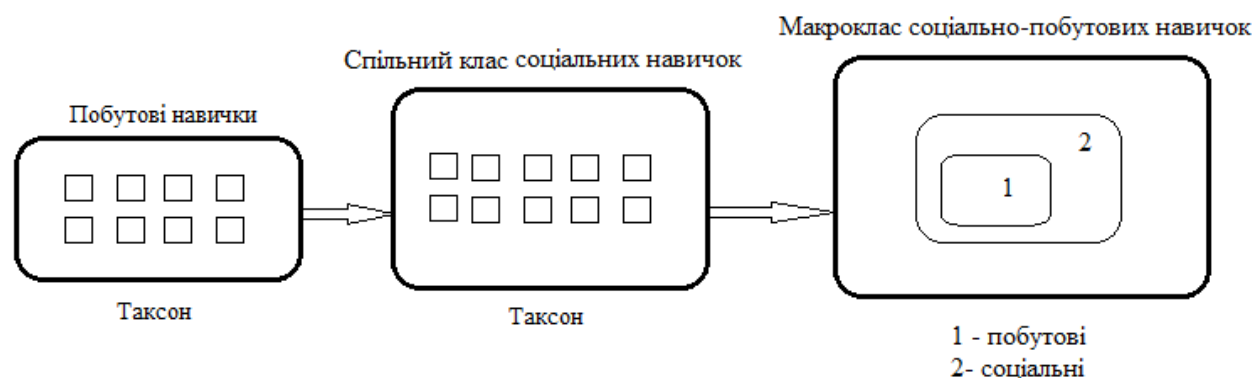 Макроклас соціально-побутових навичок
Спільний клас соціальних навичок
Побутові навички
2
1
Таксон
Таксон
1 - побутові
2- соціальні